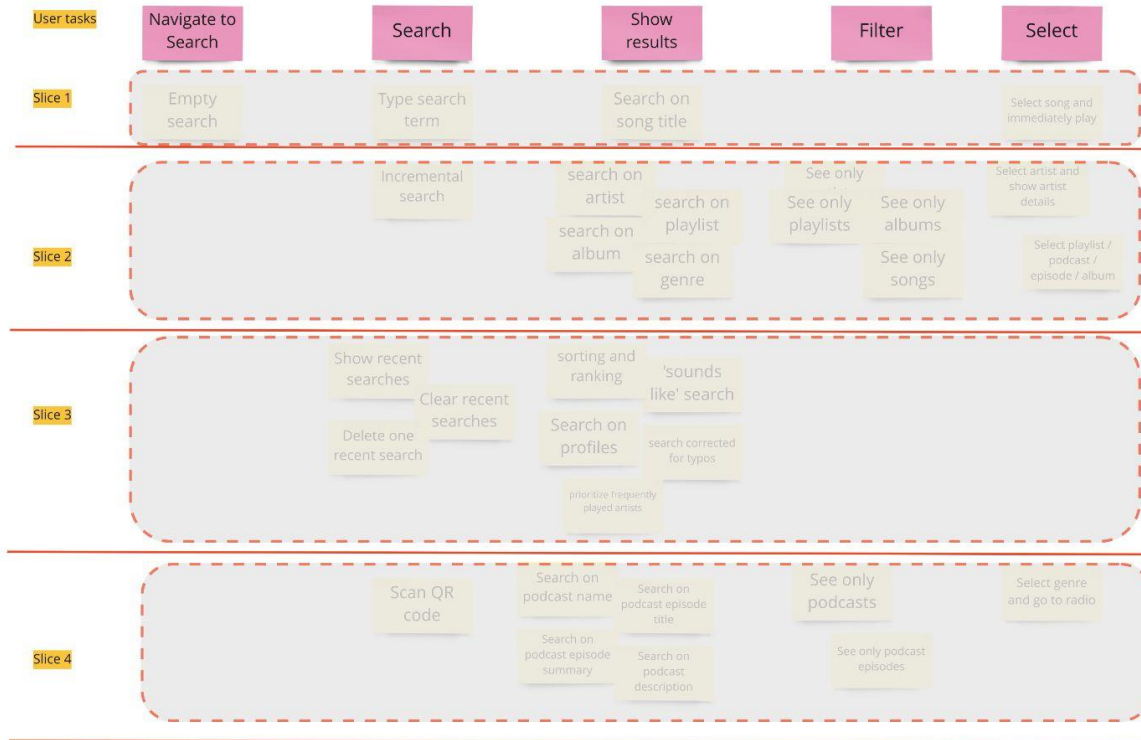 User tasks
Navigate to
Search
Search
Show
results
Filter
Select
Slice 1
Empty
search
Type search
term
Search on
song title
Select song and
immediately play
Slice 2
Incremental
search
search on
artist
search on
playlist
search on
album
search on
genre
See only
See only
playlists
See only
albums
See only
songs
Select artist and
show artist
details
Select playlist /
podcast /
episode / album
Slice 3
Show recent
searches
Clear recent
searches
Delete one
recent search
sorting and
ranking
'sounds
like' search
Search on
profiles
search corrected
for typos
prioritize frequently
played artists
Slice 4
Scan QR
code
Search on
podcast name
Search on
podcast episode
title
Search on
podcast episode
summary
Search on
podcast
description
See only
podcasts
See only podcast
episodes
Select genre
and go to radio